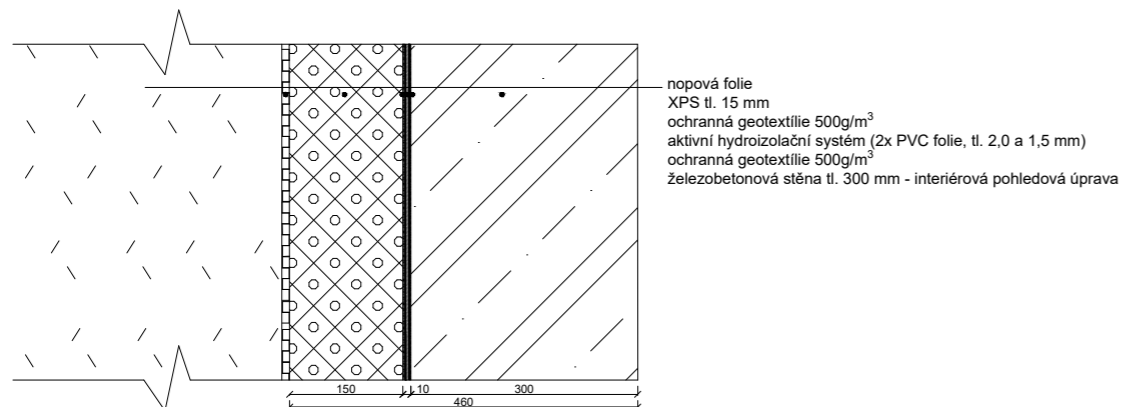 nopová folie
XPS tl. 15 mm
ochranná geotextílie 500g/m³
aktivní hydroizolační systém (2x PVC folie, tl. 2,0 a 1,5 mm)
ochranná geotextílie 500g/m³
železobetonová stěna tl. 300 mm - interiérová pohledová úprava
150 10 300
460